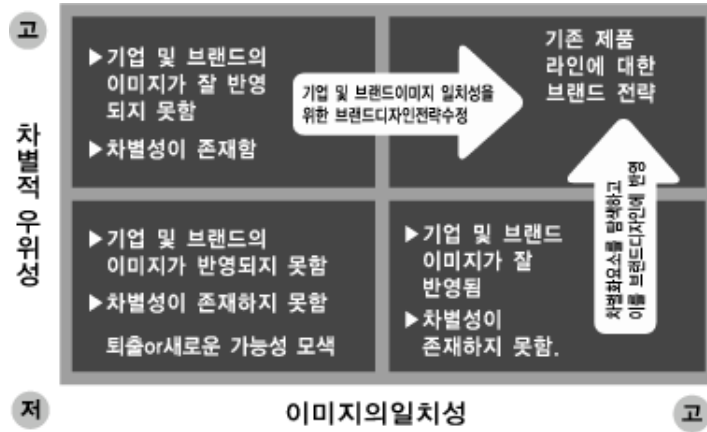 고
차별적 우위성
▶기업 및 브랜드의
이미지가 잘 반영
되지 못함
▶차별성이 존재함
기업 및 브랜드이미지 일치성을
위한 브랜드디자인전략수정
기존 제품
라인에 대한
브랜드 전략
▶기업 및 브랜드의
이미지가 반영되지 못함
▶차별성이 존재하지 못함
퇴출or새로운 가능성 모색
▶기업 및 브랜드
이미지가 잘
반영됨
▶차별성이
존재하지 못함.
차별화요소를 탐색하고
이를 브랜드디자인에 반영
저
이미지의일치성
고